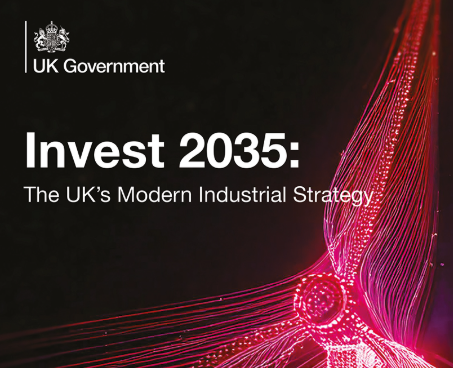 UK Government
Invest 2035:
The UK's Modern Industrial Strategy